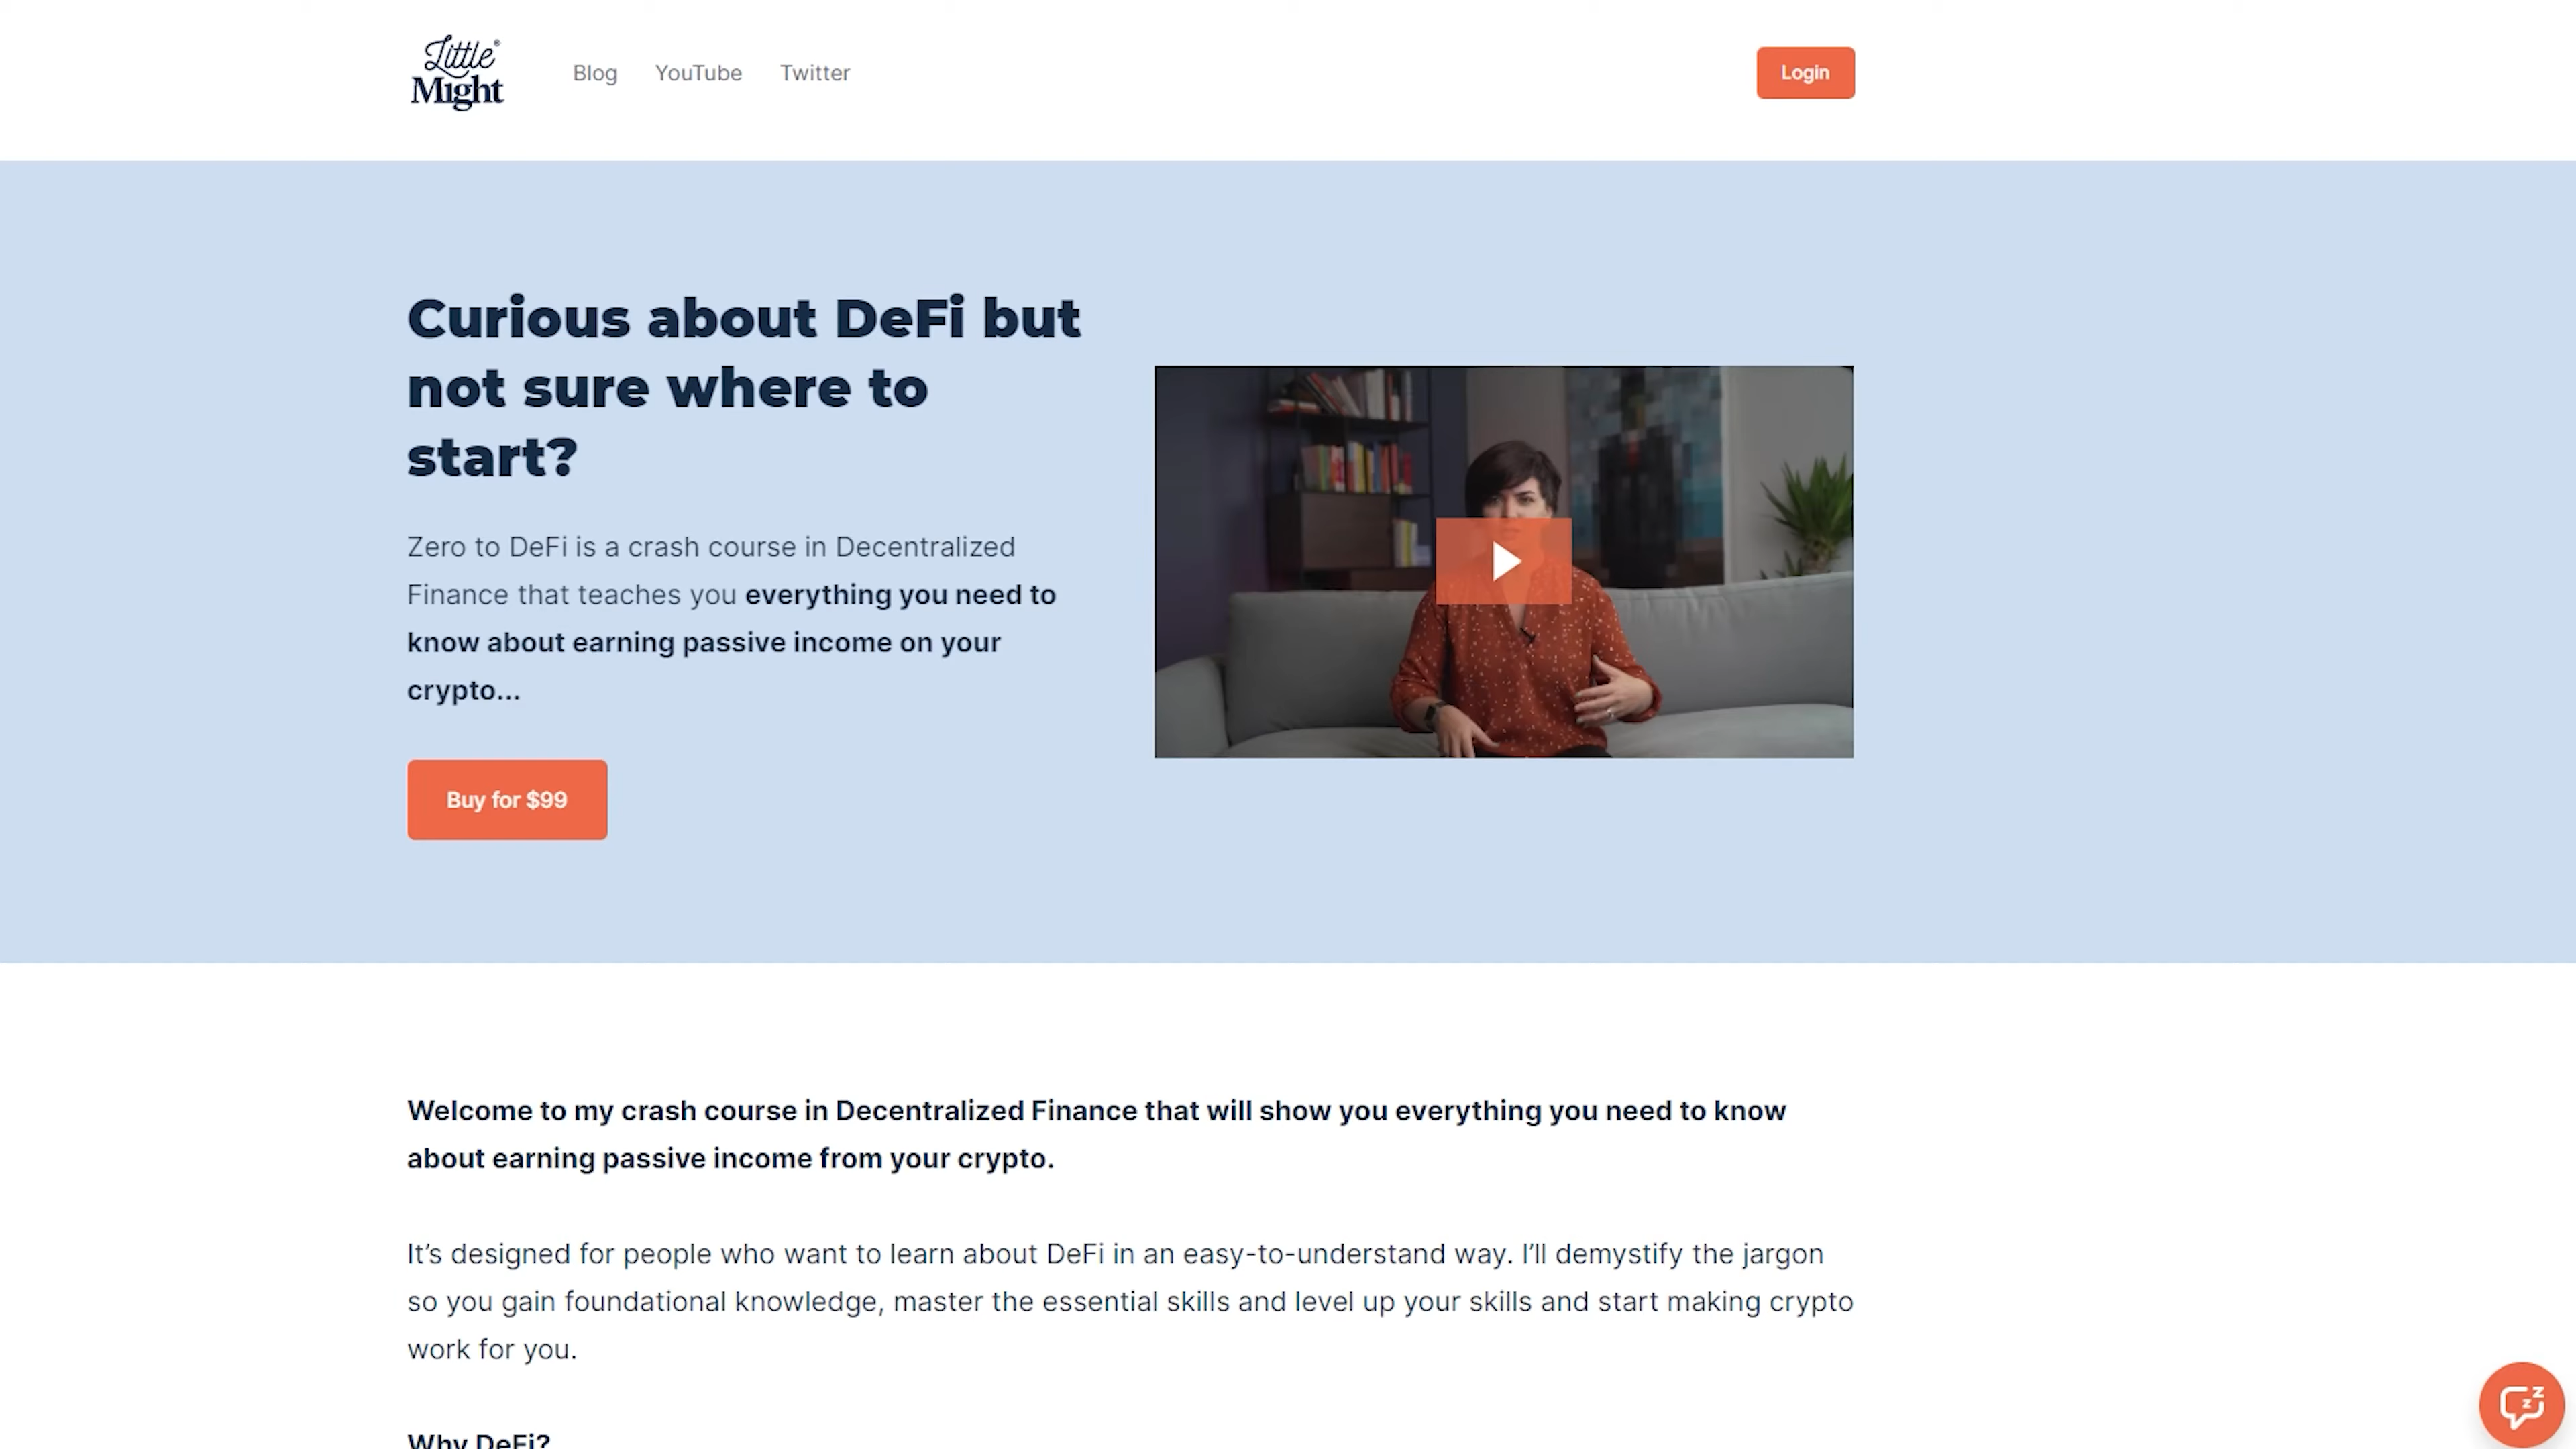 Little®
Might
Blog
YouTube
Twitter
Login
Curious about DeFi but
not sure where to
start?
Zero to DeFi is a crash course in Decentralized
Finance that teaches you everything you need to
know about earning passive income on your
crypto...
Buy for $99
Welcome to my crash course in Decentralized Finance that will show you everything you need to know
about earning passive income from your crypto.
It’s designed for people who want to learn about DeFi in an easy-to-understand way. I’ll demystify the jargon
so you gain foundational knowledge, master the essential skills and level up your skills and start making crypto
work for you.
Why DeFi?
z
z